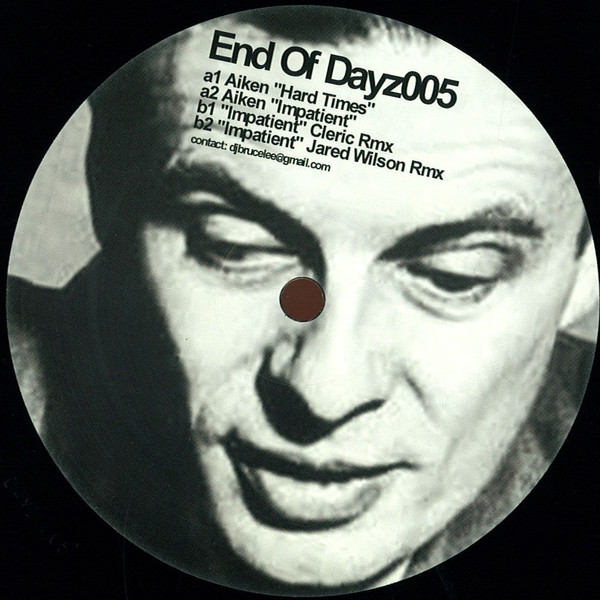 End Of Dayz005
a1 Aiken "Hard Times"
a2 Aiken "Impatient"
b1 "Impatient" Cleric Rmx
b2 "Impatient" Jared Wilson Rmx
contact: djbrucelee@gmail.com